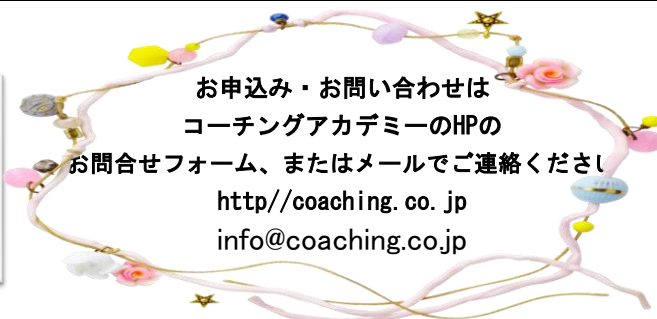 お申込み・お問い合わせは
コーチングアカデミーのHPの
お問合せフォーム、またはメールでご連絡くださ
http//coaching.co.jp
info@coaching.co.jp